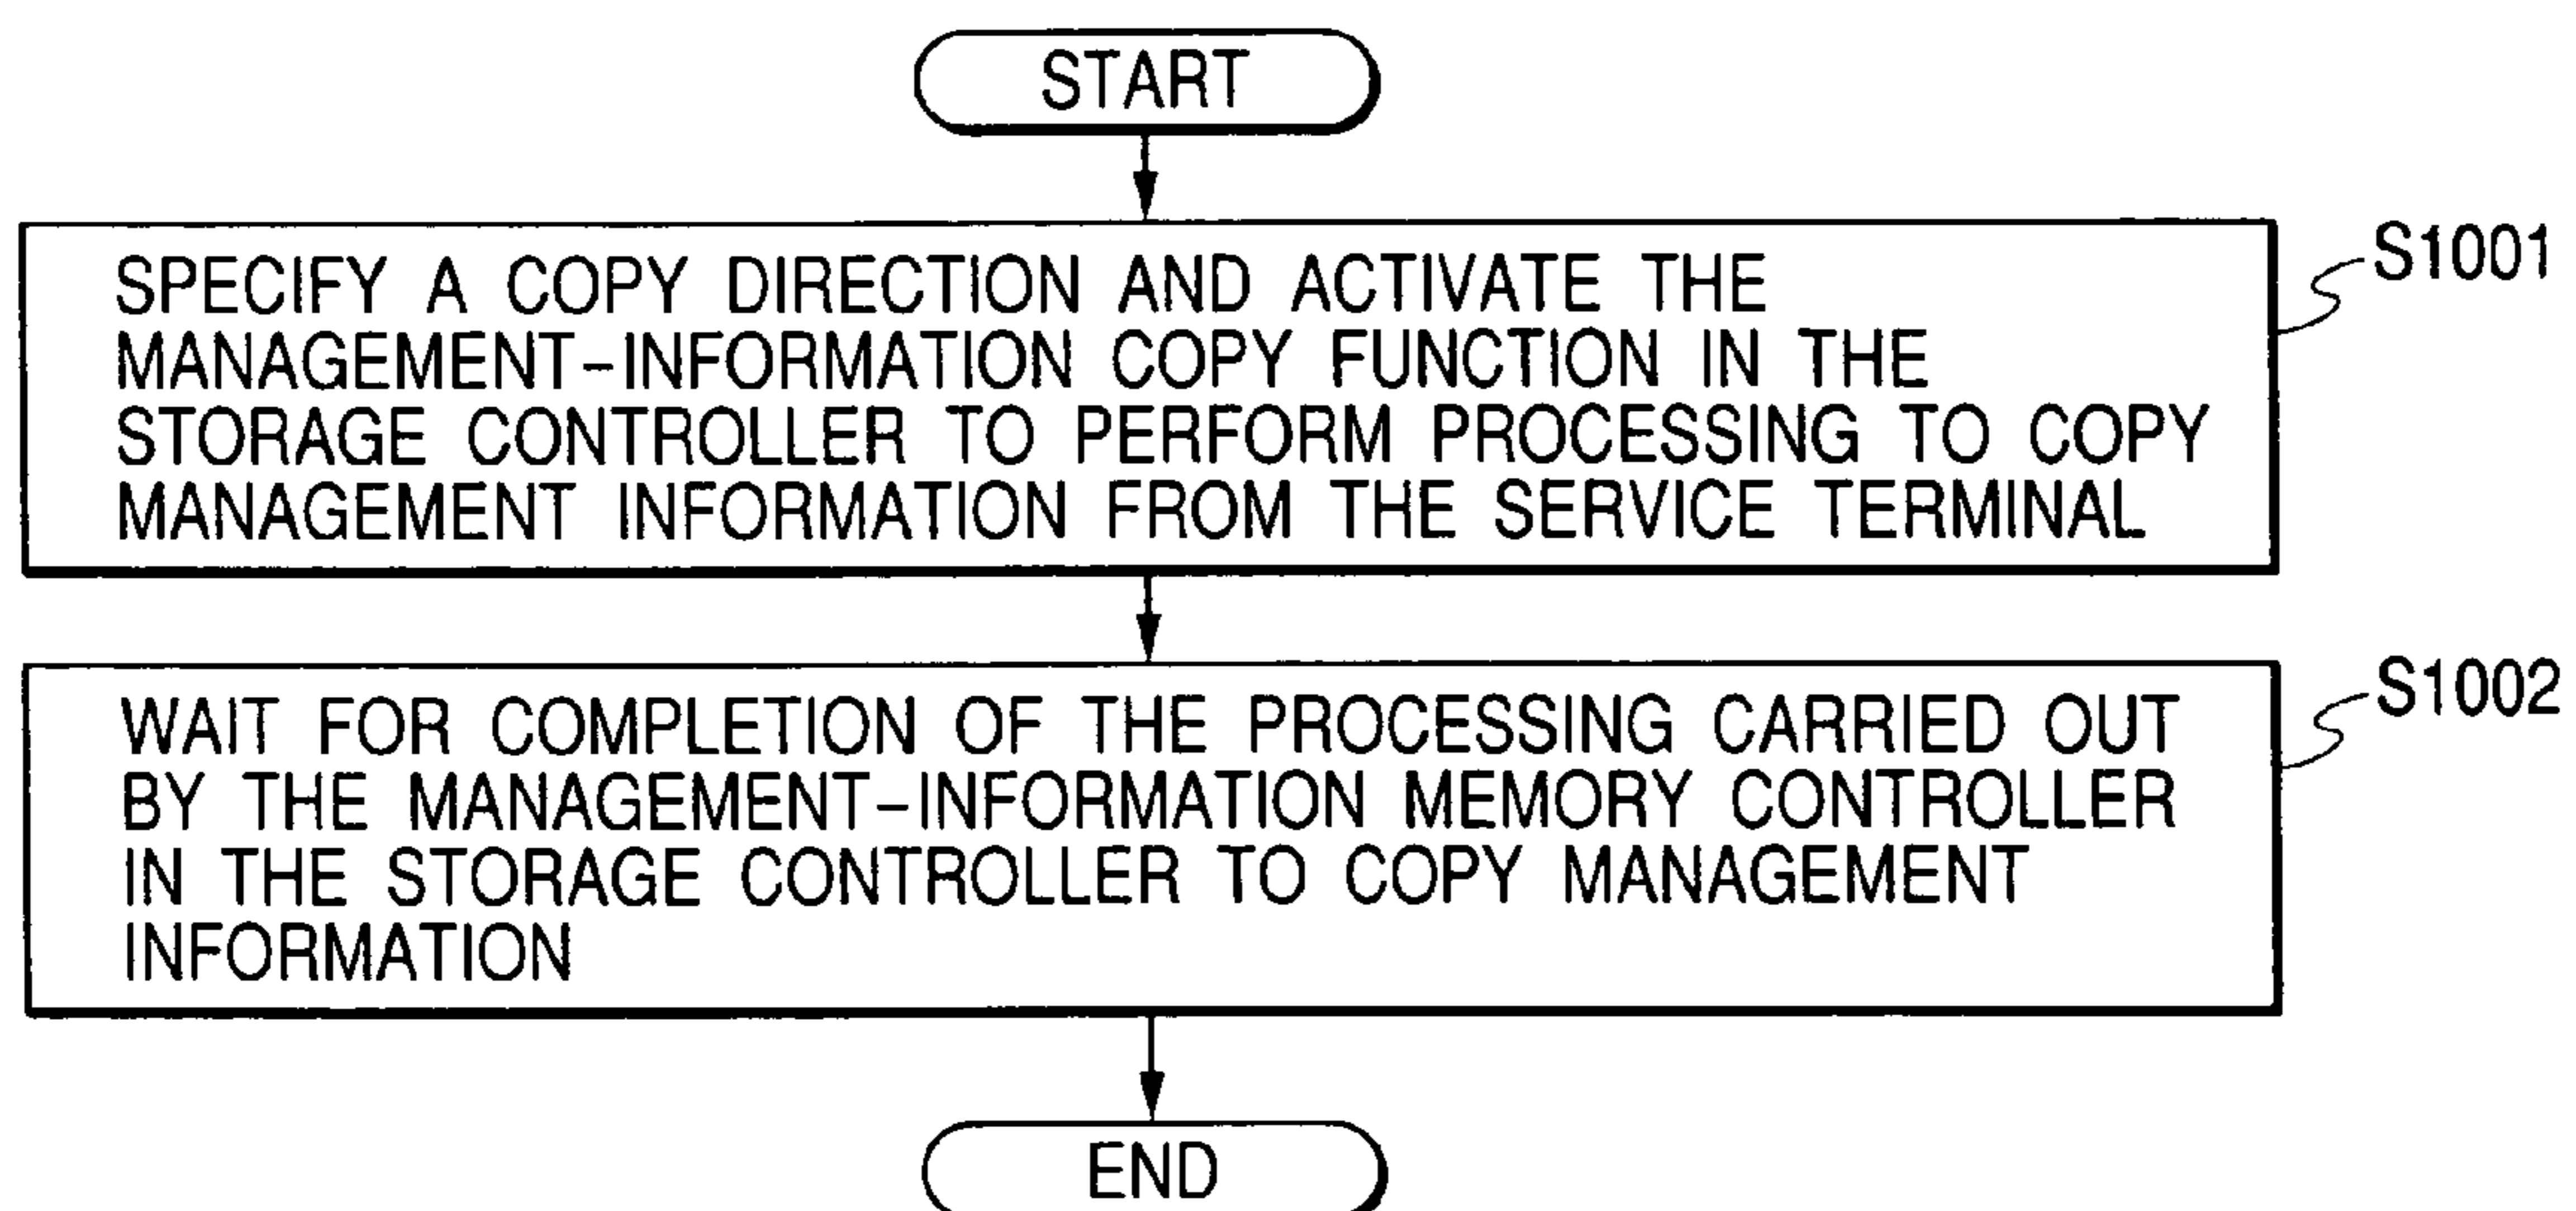 START
SPECIFY A COPY DIRECTION AND ACTIVATE THE
MANAGEMENT-INFORMATION COPY FUNCTION IN THE
STORAGE CONTROLLER TO PERFORM PROCESSING TO COPY
MANAGEMENT INFORMATION FROM THE SERVICE TERMINAL
S1001
WAIT FOR COMPLETION OF THE PROCESSING CARRIED OUT
BY THE MANAGEMENT-INFORMATION MEMORY CONTROLLER
IN THE STORAGE CONTROLLER TO COPY MANAGEMENT
INFORMATION
S1002
END